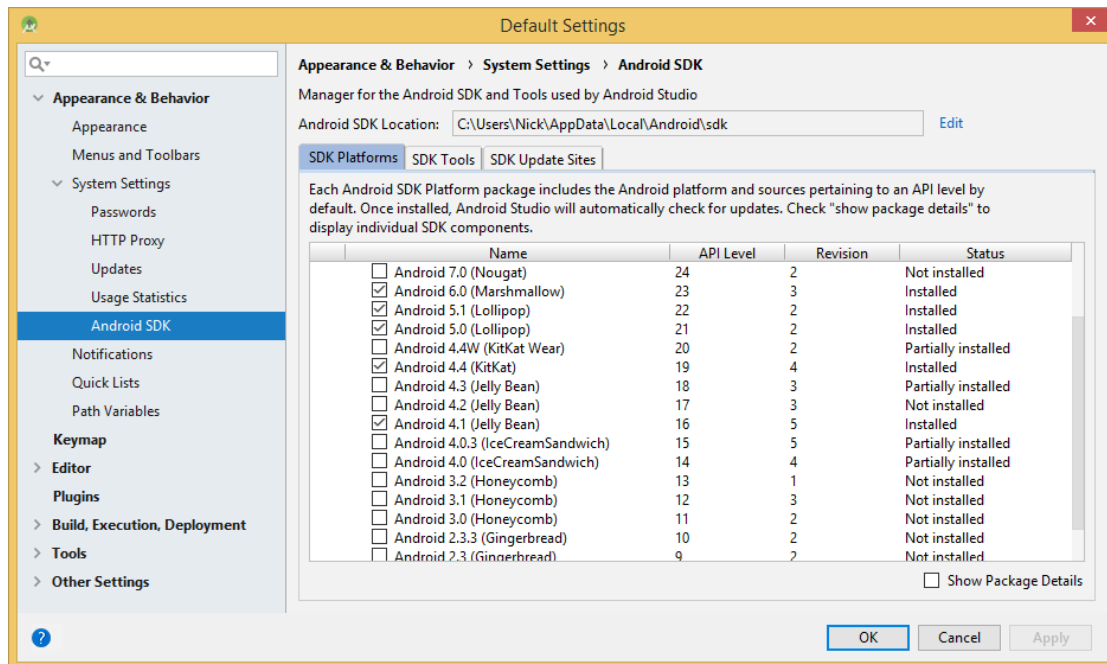 Default Settings
Appearance & Behavior
Appearance
Menus and Toolbars
System Settings
Passwords
HTTP Proxy
Updates
Usage Statistics
Android SDK
Notifications
Quick Lists
Path Variables
Keymap
Editor
Plugins
Build, Execution, Deployment
Tools
Other Settings
Appearance & Behavior > System Settings > Android SDK
Manager for the Android SDK and Tools used by Android Studio
Android SDK Location: C:\Users\Nick\AppData\Local\Android\sdk Edit
SDK Platforms SDK Tools SDK Update Sites
Each Android SDK Platform package includes the Android platform and sources pertaining to an API level by
default. Once installed, Android Studio will automatically check for updates. Check "show package details" to
display individual SDK components.
Name API Level Revision Status
Android 7.0 (Nougat) 24 2 Not installed
Android 6.0 (Marshmallow) 23 3 Installed
Android 5.1 (Lollipop) 22 2 Installed
Android 5.0 (Lollipop) 21 2 Installed
Android 4.4W (KitKat Wear) 20 2 Partially installed
Android 4.4 (KitKat) 19 4 Installed
Android 4.3 (Jelly Bean) 18 3 Partially installed
Android 4.2 (Jelly Bean) 17 3 Not installed
Android 4.1 (Jelly Bean) 16 5 Installed
Android 4.0.3 (IceCreamSandwich) 15 5 Partially installed
Android 4.0 (IceCreamSandwich) 14 4 Partially installed
Android 3.2 (Honeycomb) 13 1 Not installed
Android 3.1 (Honeycomb) 12 3 Not installed
Android 3.0 (Honeycomb) 11 2 Not installed
Android 2.3.3 (Gingerbread) 10 2 Not installed
Android 2.3 (Gingerbread) 9 2 Not installed
Show Package Details
? OK Cancel Apply